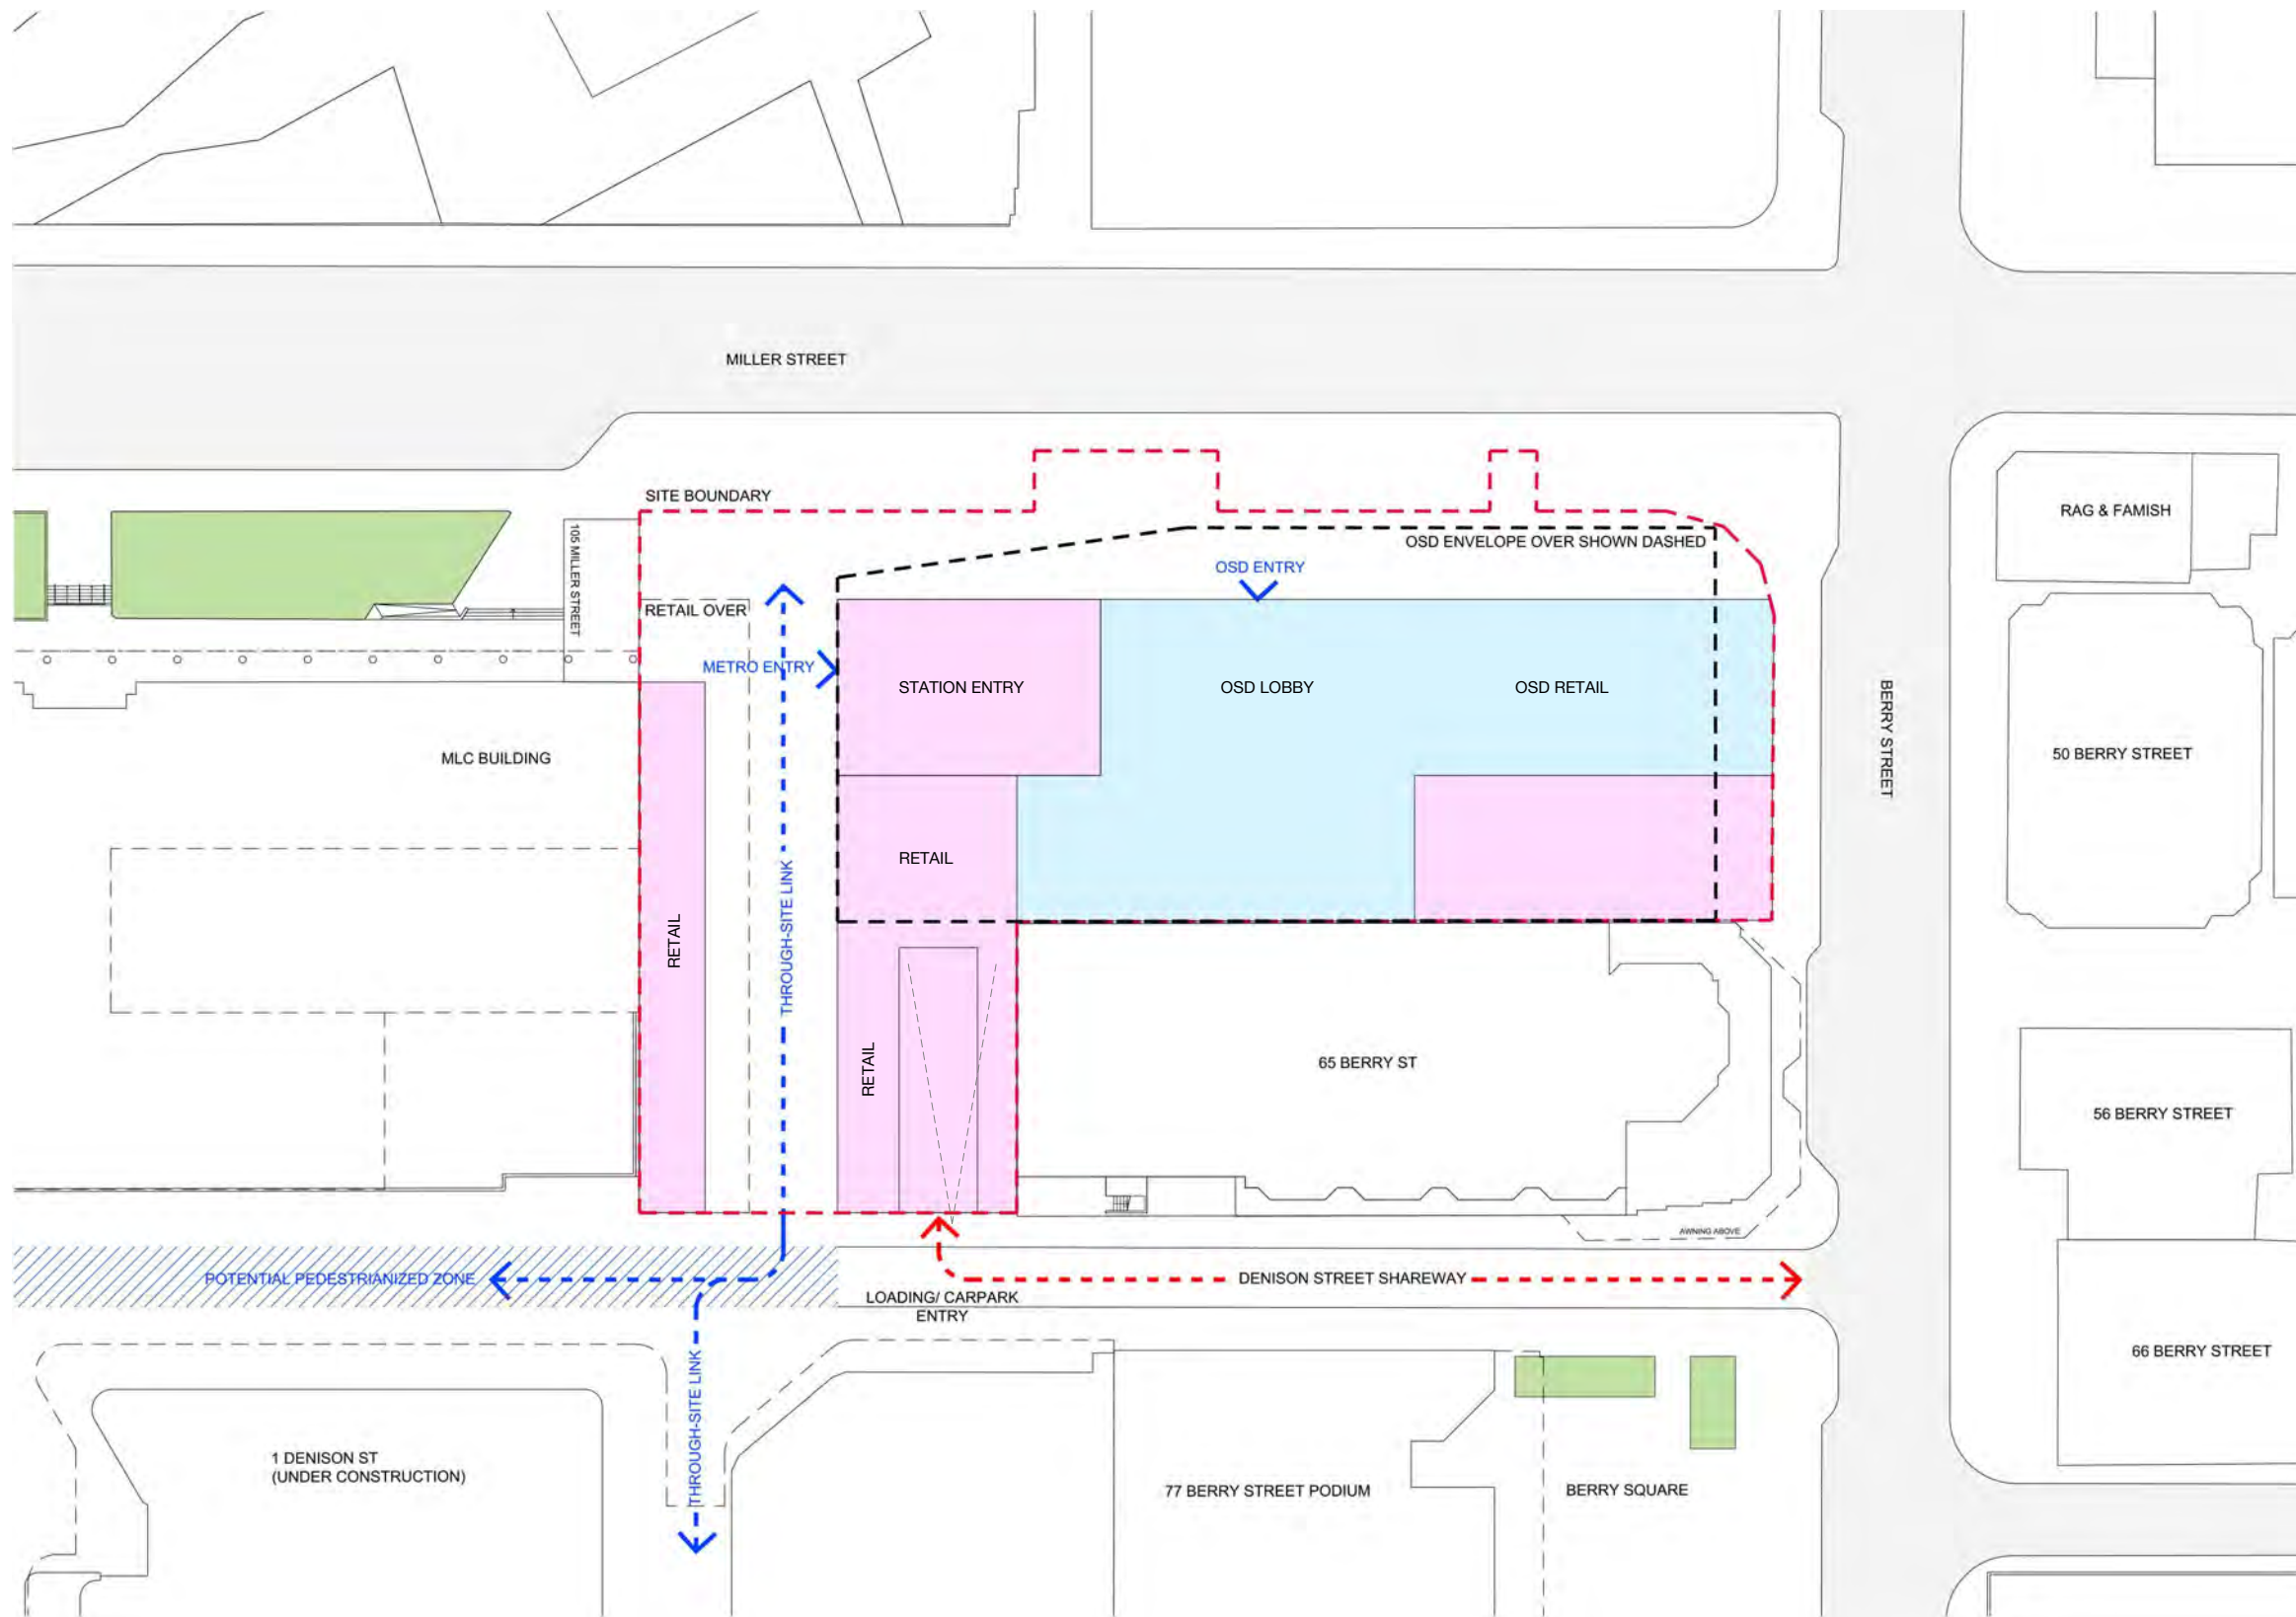 MILLER STREET
SITE BOUNDARY
105 MILLER STREET
RAG & FAMISH
OSD ENVELOPE OVER SHOWN DASHED
OSD ENTRY
RETAIL OVER
METRO ENTRY
STATION ENTRY
OSD LOBBY
OSD RETAIL
BERRY STREET
MLC BUILDING
50 BERRY STREET
RETAIL
THROUGH-SITE LINK
RETAIL
RETAIL
65 BERRY ST
56 BERRY STREET
AWNING ABOVE
POTENTIAL PEDESTRIANIZED ZONE
DENISON STREET SHAREWAY
LOADING/ CARPARK
ENTRY
66 BERRY STREET
THROUGH-SITE LINK
1 DENISON ST
(UNDER CONSTRUCTION)
77 BERRY STREET PODIUM
BERRY SQUARE